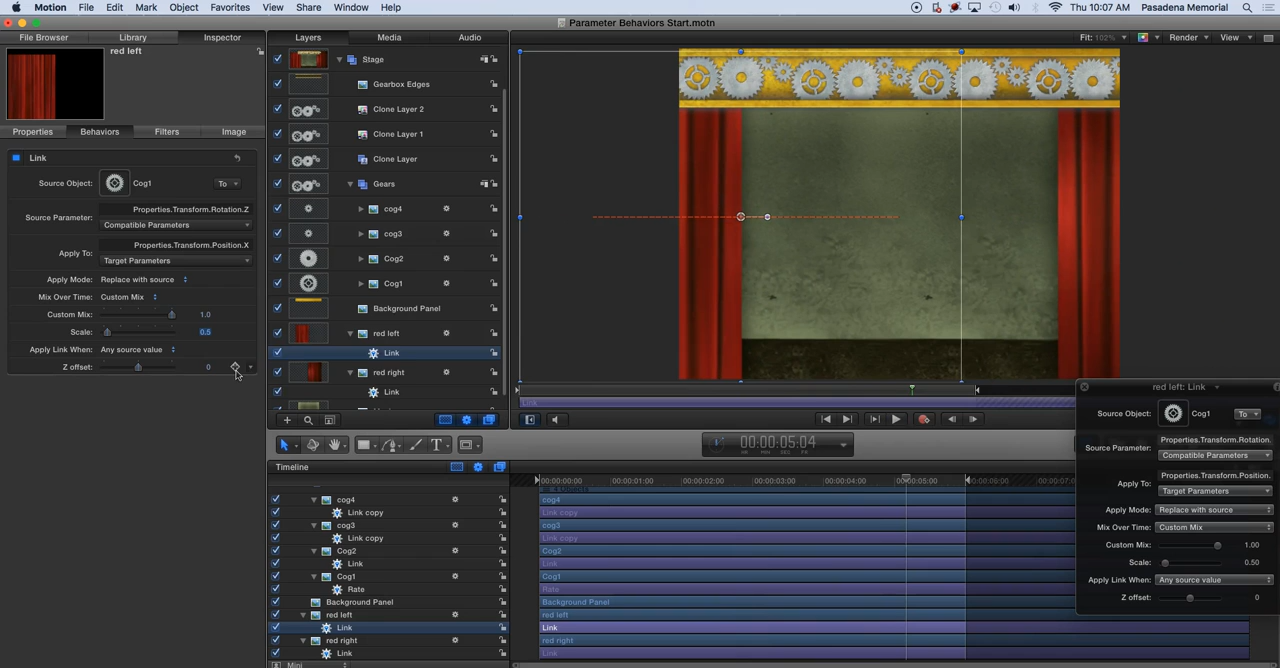 Motion File Edit Mark Object Favorites View Share Window Help Thu 10:07 AM Pasadena Memorial
Parameter Behaviors Start.motn
File Browser Library Inspector Layers Media Audio Fit: 102% Render View
red left
Properties Behaviors Filters Image
Link
Source Object: Cog1 To
Source Parameter: Properties.Transform.Rotation.Z
Compatible Parameters
Apply To: Properties.Transform.Position.X
Target Parameters
Apply Mode: Replace with source
Mix Over Time: Custom Mix
Custom Mix: 1.0
Scale: 0.5
Apply Link When: Any source value
Z offset: 0
Stage
Gearbox Edges
Clone Layer 2
Clone Layer 1
Clone Layer
Gears
cog4
cog3
Cog2
Cog1
Background Panel
red left
Link
red right
Link
Link
00:00:05:04
red left: Link
Source Object: Cog1 To
Source Parameter: Properties.Transform.Rotation.
Compatible Parameters
Apply To: Properties.Transform.Position.
Target Parameters
Apply Mode: Replace with source
Mix Over Time: Custom Mix
Custom Mix: 1.00
Scale: 0.50
Apply Link When: Any source value
Z offset: 0
Timeline
00:00:00:00 00:00:01:00 00:00:02:00 00:00:03:00 00:00:04:00 00:00:05:00 00:00:06:00
cog4 cog4
Link copy Link copy
cog3 cog3
Link copy Link copy
Cog2 Cog2
Link Link
Cog1 Cog1
Rate Rate
Background Panel Background Panel
red left red left
Link Link
red right red right
Link Link
Mini